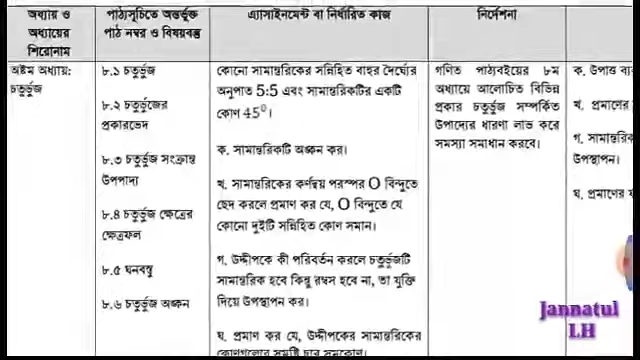 অধ্যায় ও
অধ্যায়ের
শিরোনাম
পাঠ্যসূচিতে অন্তর্ভুক্ত
পাঠ নম্বর ও বিষয়বস্তু
এ্যাসাইনমেন্ট বা নির্ধারিত কাজ
নির্দেশনা
অষ্টম অধ্যায়:
চতুর্ভুজ
৮.১ চতুর্ভুজ
৮.২ চতুর্ভুজের
প্রকারভেদ
৮.৩ চতুর্ভুজ সংক্রান্ত
উপপাদ্য
৮.৪ চতুর্ভুজ ক্ষেত্রের
ক্ষেত্রফল
৮.৫ ঘনবস্তু
৮.৬ চতুর্ভুজ অঙ্কন
কোনো সামান্তরিকের সন্নিহিত বাহুর দৈর্ঘ্যের
অনুপাত 5:5 এবং সামান্তরিকটির একটি
কোণ 45⁰।
ক. সামান্তরিকটি অঙ্কন কর।
খ. সামান্তরিকের কর্ণদ্বয় পরস্পর O বিন্দুতে
ছেদ করলে প্রমাণ কর যে, O বিন্দুতে যে
কোনো দুইটি সন্নিহিত কোণ সমান।
গ. উদ্দীপকে কী পরিবর্তন করলে চতুর্ভুজটি
সামান্তরিক হবে কিন্তু রম্বস হবে না, তা যুক্তি
দিয়ে উপস্থাপন কর।
ঘ. প্রমাণ কর যে, উদ্দীপকের সামান্তরিকের
কোণগুলোর সমষ্টি চার সমকোণ।
গণিত পাঠ্যবইয়ের ৮ম
অধ্যায়ে আলোচিত বিভিন্ন
প্রকার চতুর্ভুজ সম্পর্কিত
উপাদ্যের ধারণা লাভ করে
সমস্যা সমাধান করবে।
ক. উপাত্ত
খ. প্রমাণের
গ. সামান্তরিক
উপস্থাপন।
ঘ. প্রমাণের
Jannatul
LH